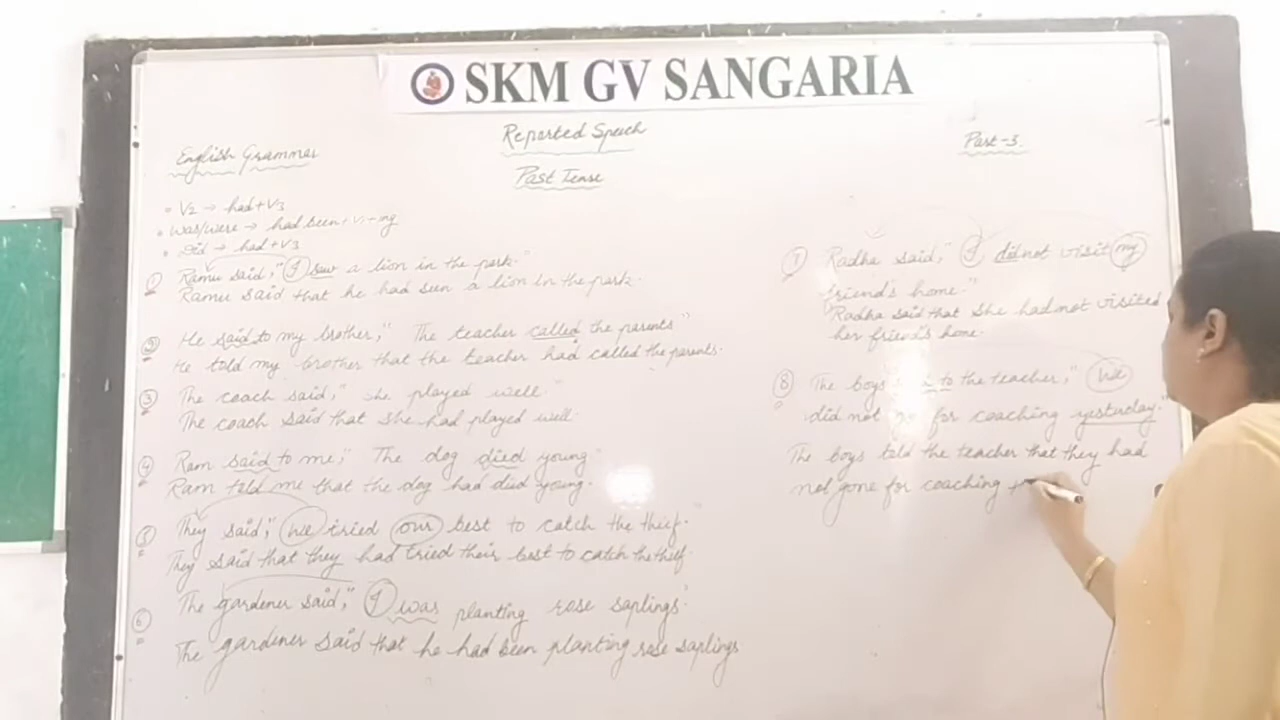 SKM GV SANGARIA
Reported Speech
English Grammar
Part-3.
Past Tense
• V2 → had+V3
• Was/were → had been+V1+ing
• Did → had+V3
① Ramu said, "I saw a lion in the park."
Ramu said that he had seen a lion in the park.
② He said to my brother, "The teacher called the parents"
He told my brother that the teacher had called the parents.
③ The coach said, "She played well."
The coach said that she had played well.
④ Ram said to me, "The dog died young"
Ram told me that the dog had died young.
5 They said, "We tried our best to catch the thief."
They said that they had tried their best to catch the thief.
6 The gardener said, "I was planting rose saplings"
The gardener said that he had been planting rose saplings
Radha said, "I did not visit my
friend's home."
Radha said that She had not visited
her friend's home.
⑧ The boys to the teacher, "We
did not go for coaching yesterday."
The boys told the teacher that they had
not gone for coaching